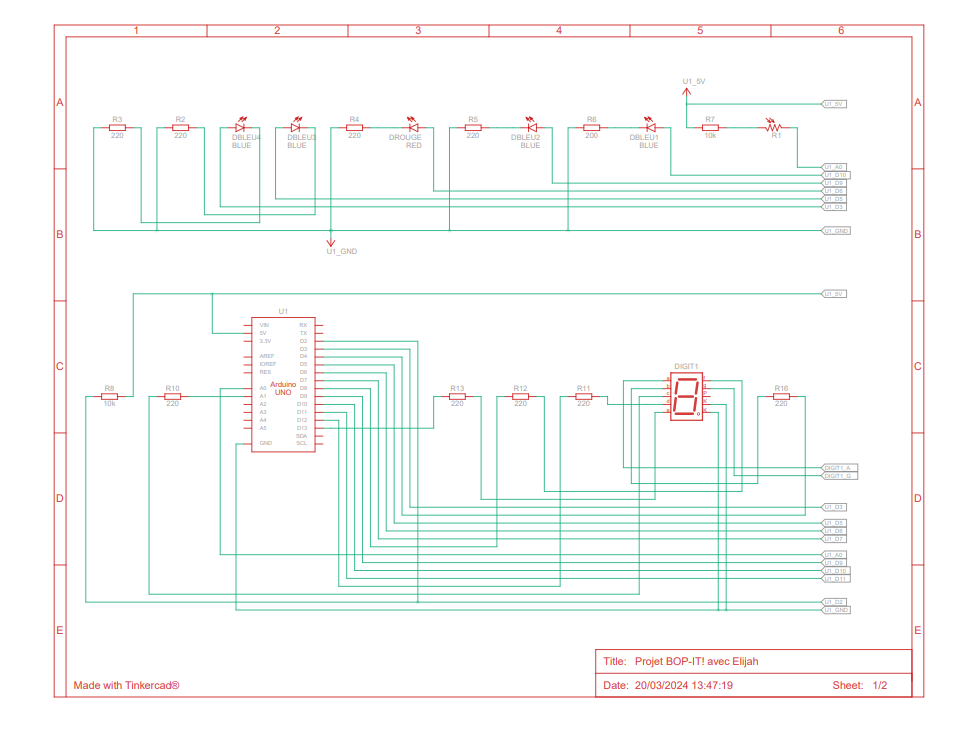 1 2 3 4 5 6
U1_5V
A U1_5V A
R3 R2 R4 R5 R6 R7
220 220 DBLEU4 DBLEU3 220 DROUGE 220 DBLEU2 200 DBLEU1 10k R1
BLUE BLUE RED BLUE BLUE
U1_A0
U1_D10
U1_D9
U1_D6
U1_D5
U1_D3
B U1_GND B
U1_GND
U1_5V
U1
VIN RX
5V TX
3.3V D2
D3
AREF D4
IOREF D5
RES D6
D7
A0 D8
A1 D9
A2 D10
A3 D11
A4 D12
A5 D13
SDA
GND SCL
Arduino
UNO
C DIGIT1 C
R8 R10 R13 R12 R11 R16
10k 220 220 220 220 220
DIGIT1_A
DIGIT1_G
D D
U1_D3
U1_D5
U1_D6
U1_D7
U1_A0
U1_D9
U1_D10
U1_D11
U1_D2
U1_GND
E E
Title: Projet BOP-IT! avec Elijah
Made with Tinkercad® Date: 20/03/2024 13:47:19 Sheet: 1/2